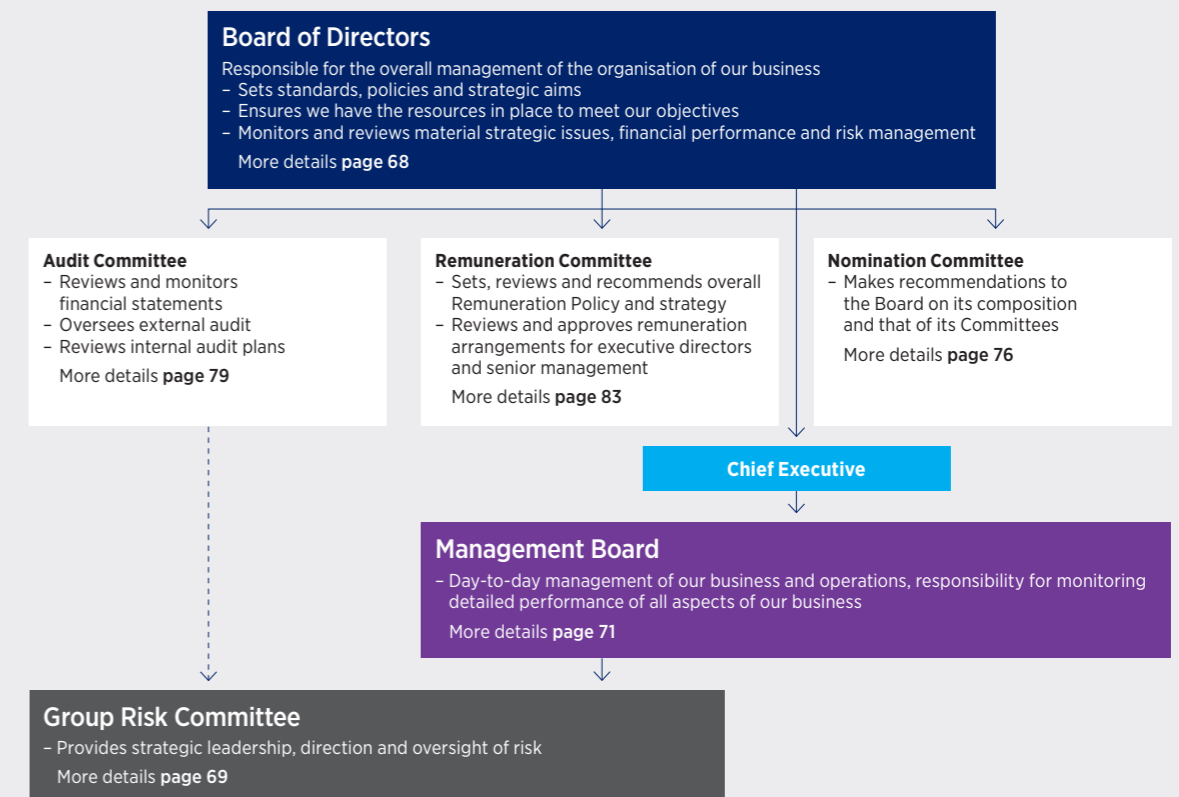 Board of Directors
Responsible for the overall management of the organisation of our business
– Sets standards, policies and strategic aims
– Ensures we have the resources in place to meet our objectives
– Monitors and reviews material strategic issues, financial performance and risk management
More details page 68
Audit Committee
– Reviews and monitors
financial statements
– Oversees external audit
– Reviews internal audit plans
More details page 79
Remuneration Committee
– Sets, reviews and recommends overall
Remuneration Policy and strategy
– Reviews and approves remuneration
arrangements for executive directors
and senior management
More details page 83
Nomination Committee
– Makes recommendations to
the Board on its composition
and that of its Committees
More details page 76
Chief Executive
Management Board
– Day-to-day management of our business and operations, responsibility for monitoring
detailed performance of all aspects of our business
More details page 71
Group Risk Committee
– Provides strategic leadership, direction and oversight of risk
More details page 69